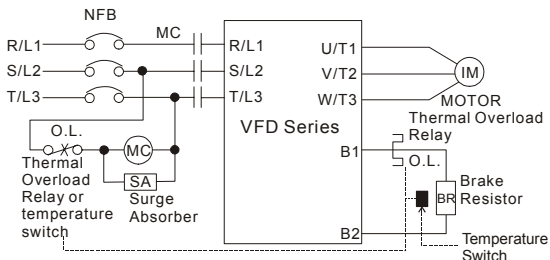 NFB
MC
R/L1
S/L2
T/L3
R/L1
S/L2
T/L3
VFD Series
U/T1
V/T2
W/T3
IM
MOTOR
Thermal Overload
Relay
O.L.
B1
B2
BR
Brake
Resistor
Temperature
Switch
O.L.
MC
SA
Surge
Absorber
Thermal
Overload
Relay or
temperature
switch